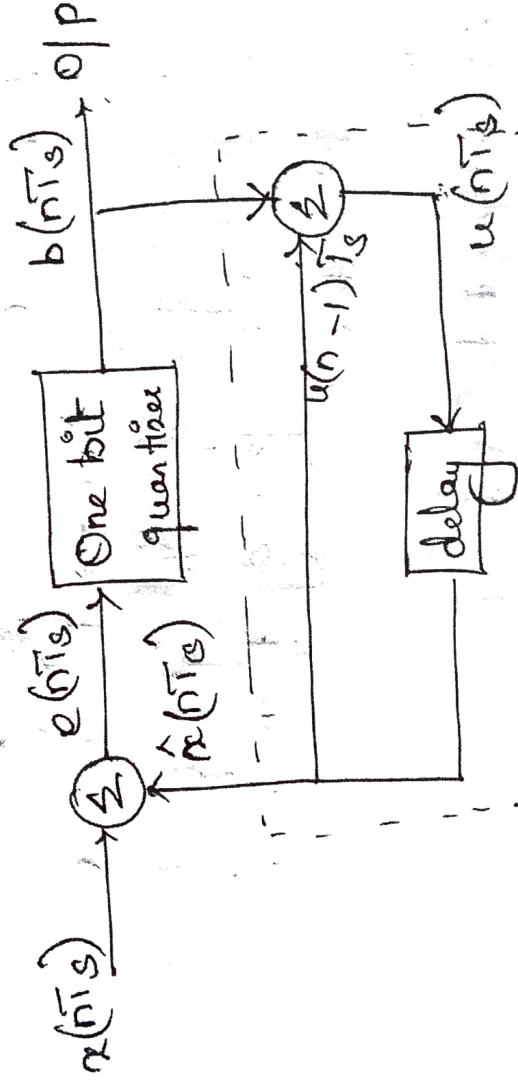 x(nTs)
e(nTs)
One bit
quantizer
b(nTs)
O/P
Σ
x̂(nTs)
Σ
u(n-1)Ts
u(nTs)
delay